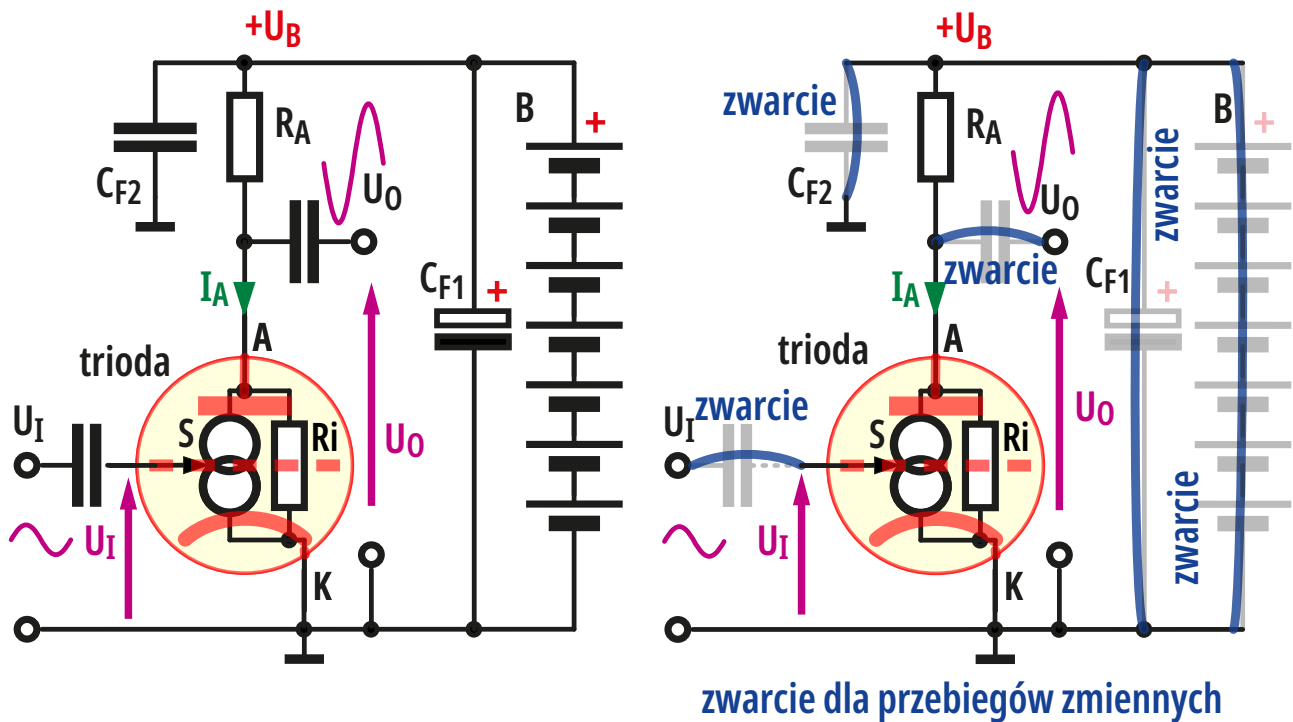 +UB
RA
B
+
CF2
UO
IA
CF1
+
A
trioda
UI
S
Ri
UO
UI
K
+UB
zwarcie
RA
B
+
CF2
UO
zwarcie
zwarcie
IA
CF1
+
A
trioda
UI
zwarcie
S
Ri
UO
UI
zwarcie
K
zwarcie dla przebiegów zmiennych